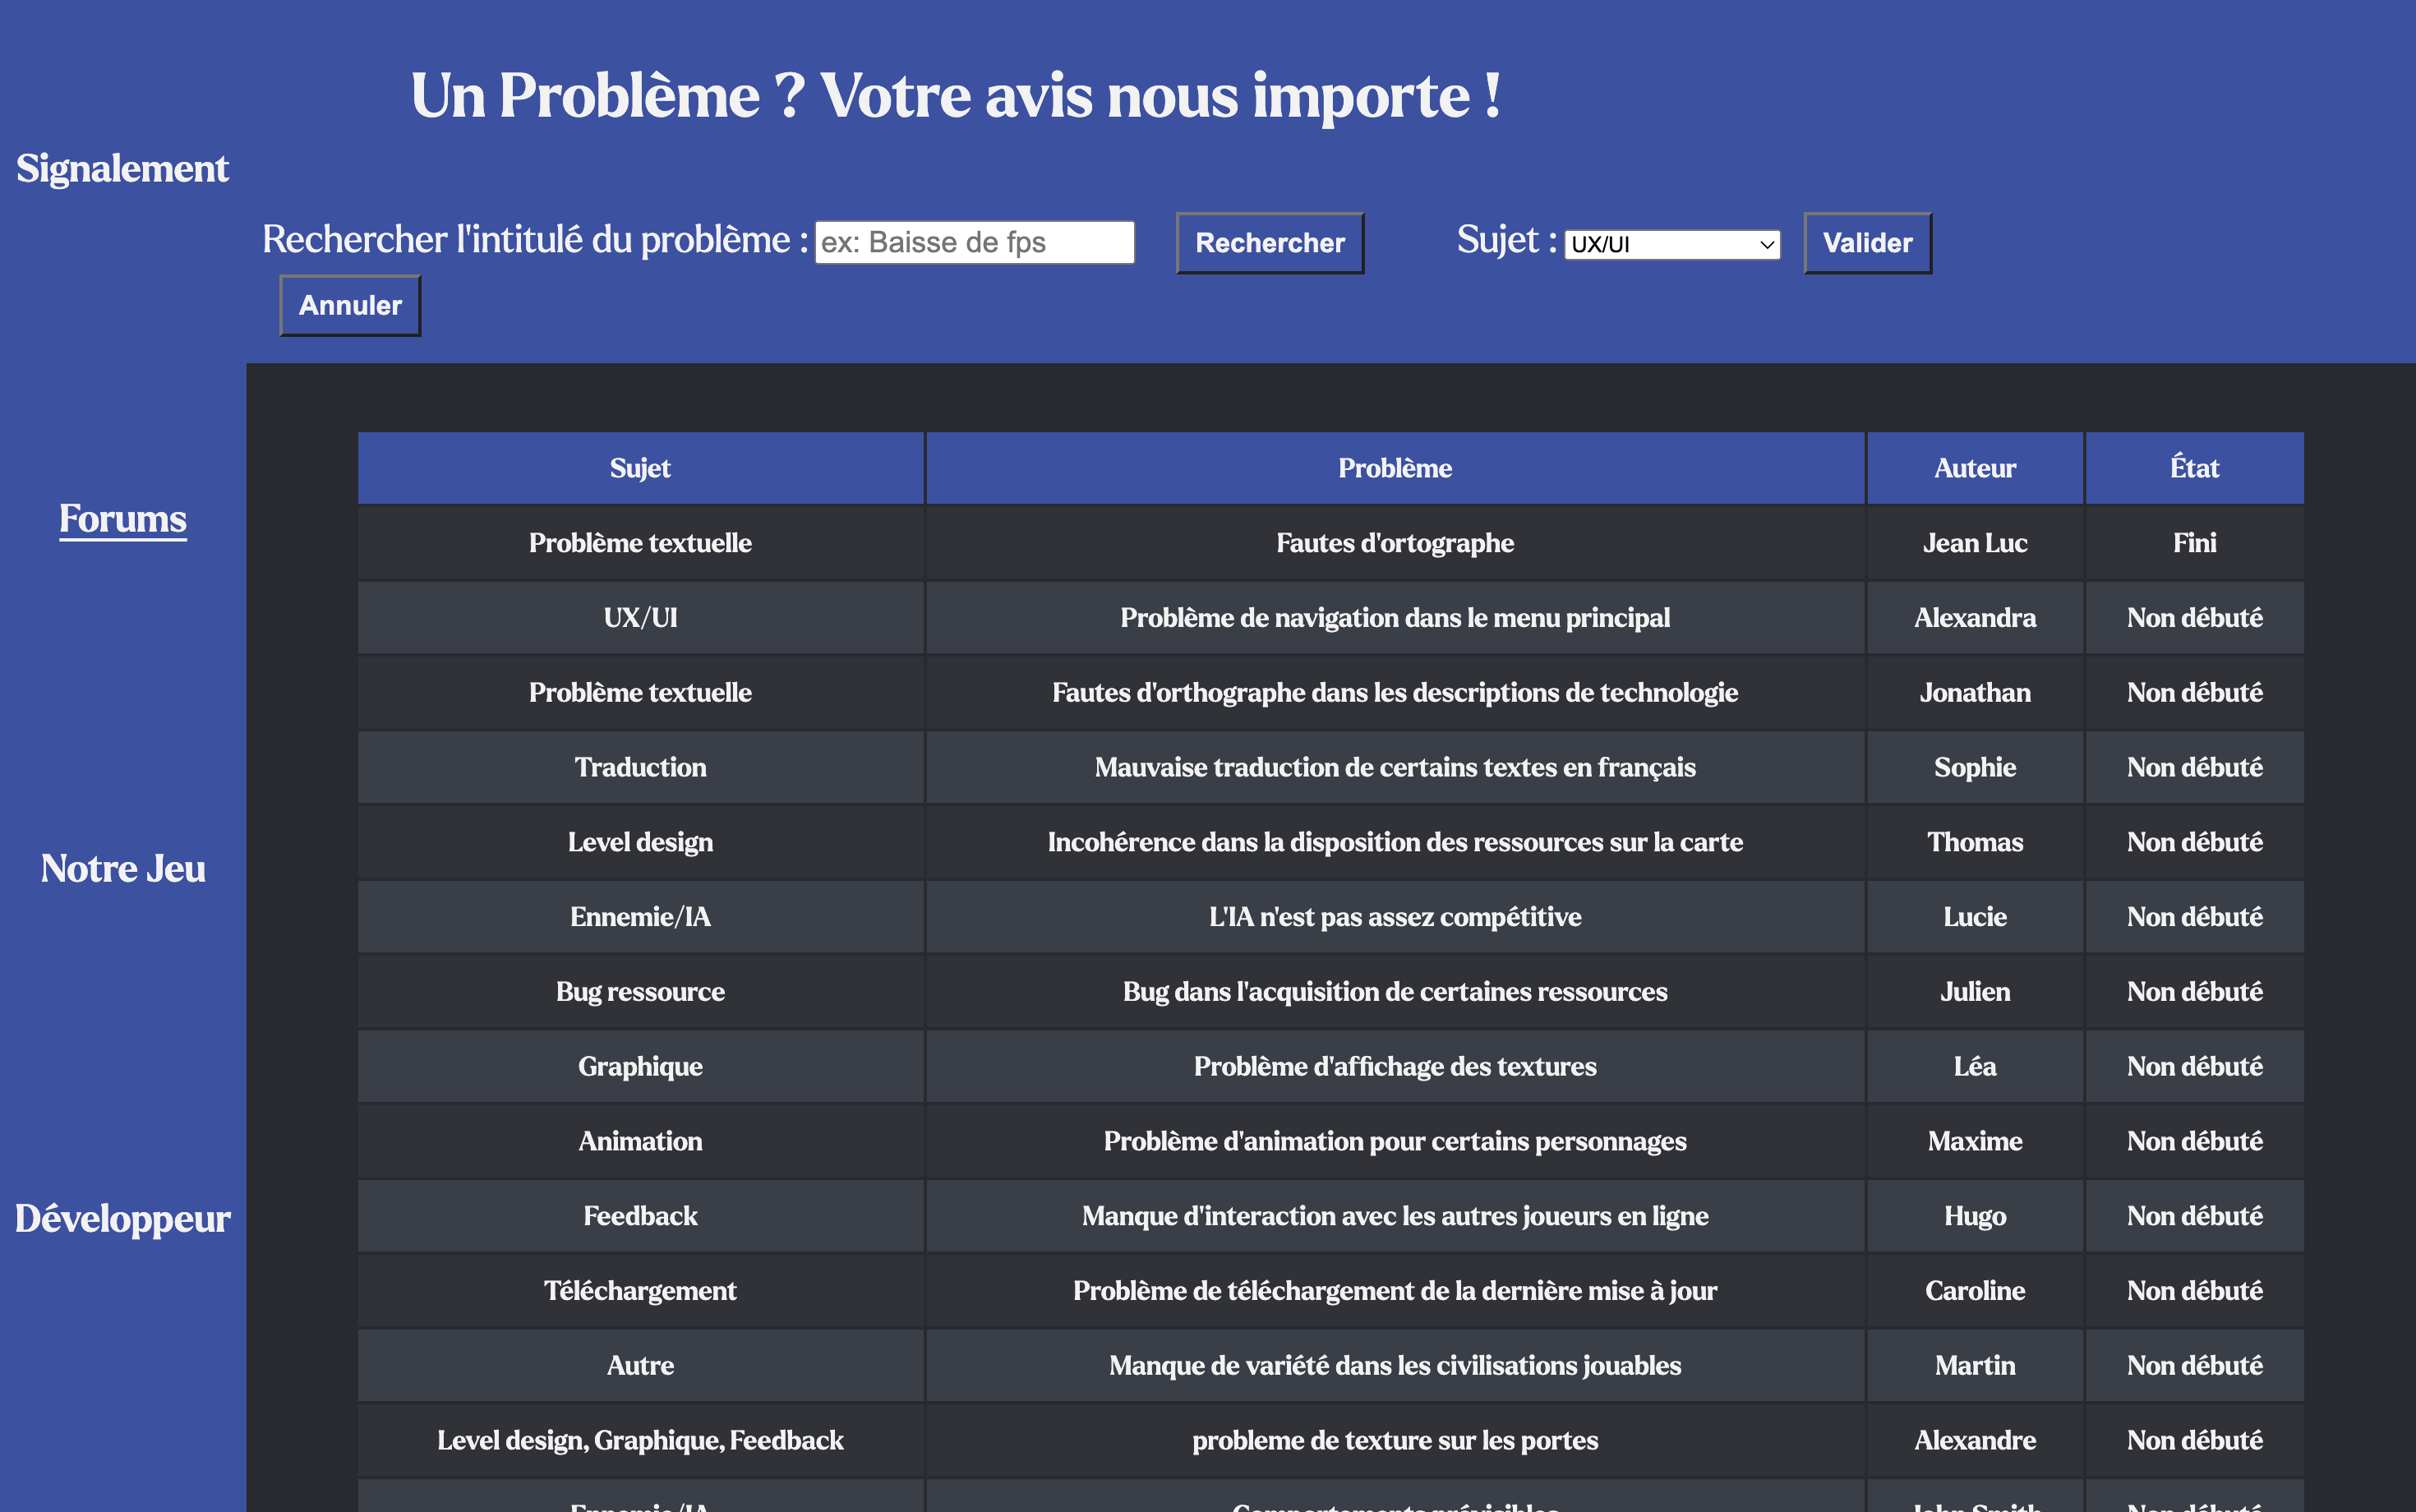 Un Problème ? Votre avis nous importe !
Signalement
Rechercher l'intitulé du problème : ex: Baisse de fps Rechercher Sujet : UX/UI Valider
Annuler
Forums
Notre Jeu
Développeur
Sujet Problème Auteur État
Problème textuelle Fautes d'ortographe Jean Luc Fini
UX/UI Problème de navigation dans le menu principal Alexandra Non débuté
Problème textuelle Fautes d'orthographe dans les descriptions de technologie Jonathan Non débuté
Traduction Mauvaise traduction de certains textes en français Sophie Non débuté
Level design Incohérence dans la disposition des ressources sur la carte Thomas Non débuté
Ennemie/IA L'IA n'est pas assez compétitive Lucie Non débuté
Bug ressource Bug dans l'acquisition de certaines ressources Julien Non débuté
Graphique Problème d'affichage des textures Léa Non débuté
Animation Problème d'animation pour certains personnages Maxime Non débuté
Feedback Manque d'interaction avec les autres joueurs en ligne Hugo Non débuté
Téléchargement Problème de téléchargement de la dernière mise à jour Caroline Non débuté
Autre Manque de variété dans les civilisations jouables Martin Non débuté
Level design, Graphique, Feedback probleme de texture sur les portes Alexandre Non débuté
Ennemie/IA Comportements prévisibles John Smith Non débuté